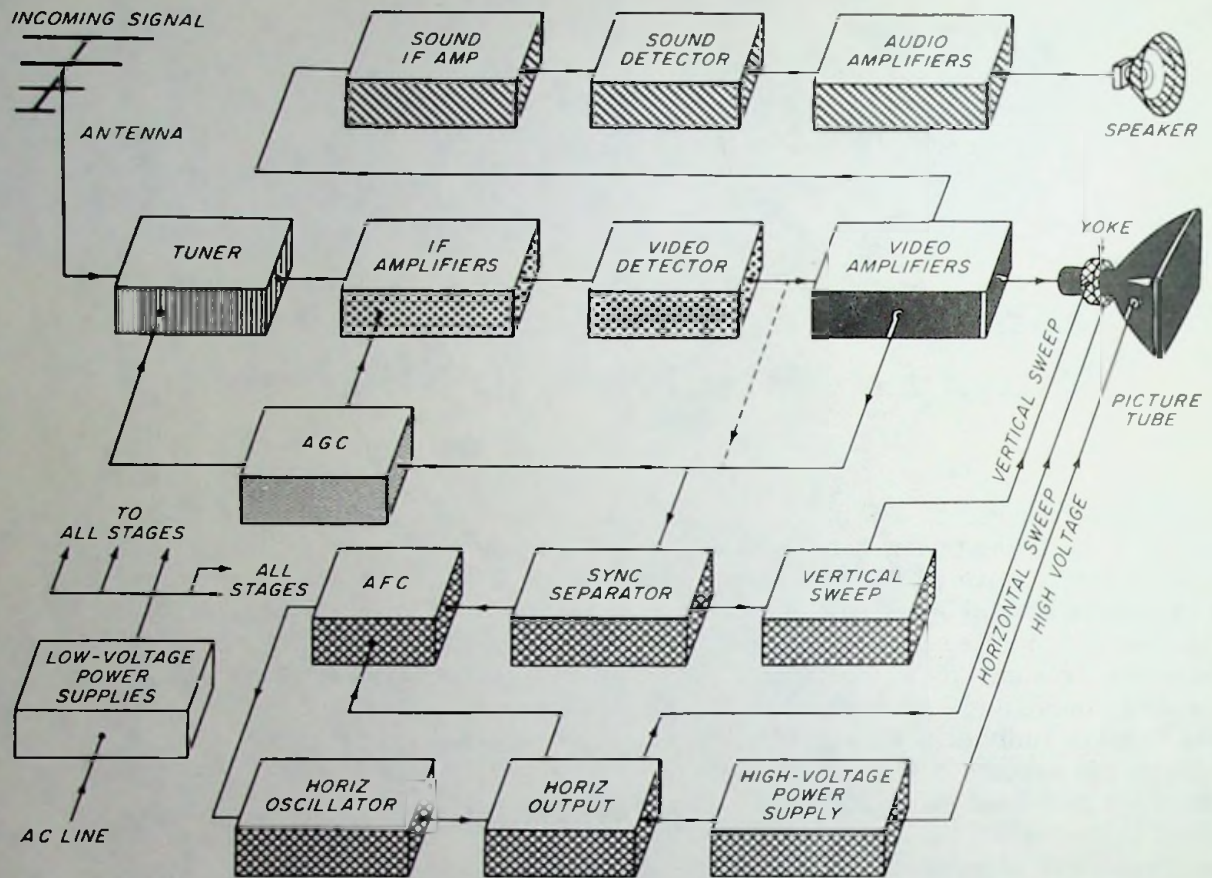 INCOMING SIGNAL
ANTENNA
SOUND
IF AMP
SOUND
DETECTOR
AUDIO
AMPLIFIERS
SPEAKER
TUNER
IF
AMPLIFIERS
VIDEO
DETECTOR
VIDEO
AMPLIFIERS
YOKE
PICTURE
TUBE
AGC
VERTICAL SWEEP
HORIZONTAL SWEEP
HIGH VOLTAGE
TO
ALL STAGES
ALL
STAGES
AFC
SYNC
SEPARATOR
VERTICAL
SWEEP
LOW-VOLTAGE
POWER
SUPPLIES
AC LINE
HORIZ
OSCILLATOR
HORIZ
OUTPUT
HIGH-VOLTAGE
POWER
SUPPLY